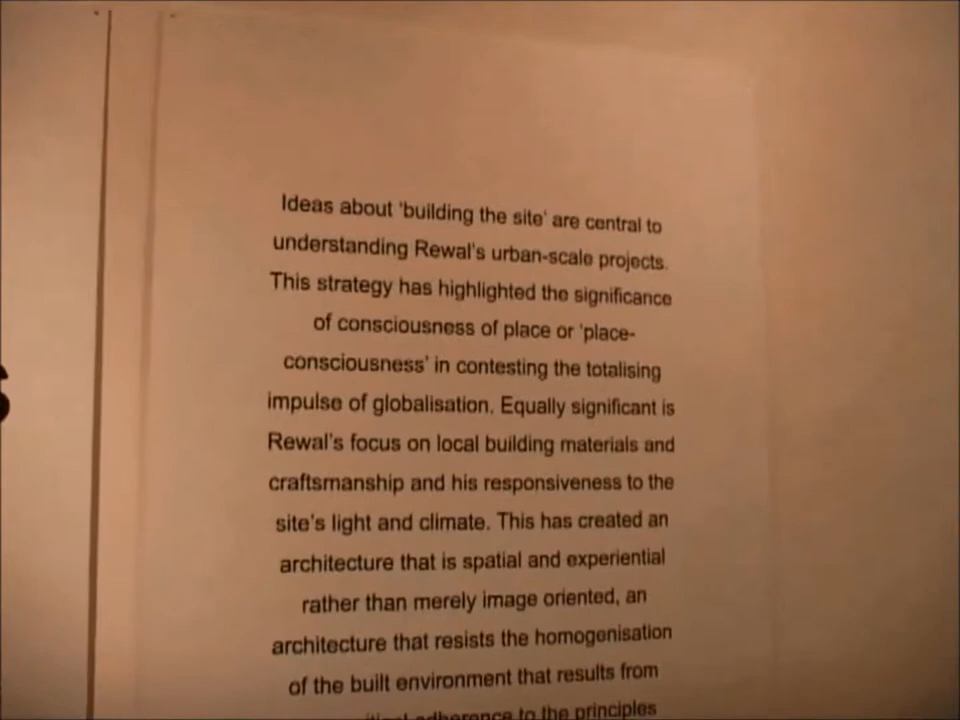 Ideas about 'building the site' are central to
understanding Rewal's urban-scale projects.
This strategy has highlighted the significance
of consciousness of place or 'place-
consciousness' in contesting the totalising
impulse of globalisation. Equally significant is
Rewal's focus on local building materials and
craftsmanship and his responsiveness to the
site's light and climate. This has created an
architecture that is spatial and experiential
rather than merely image oriented, an
architecture that resists the homogenisation
of the built environment that results from
adherence to the principles